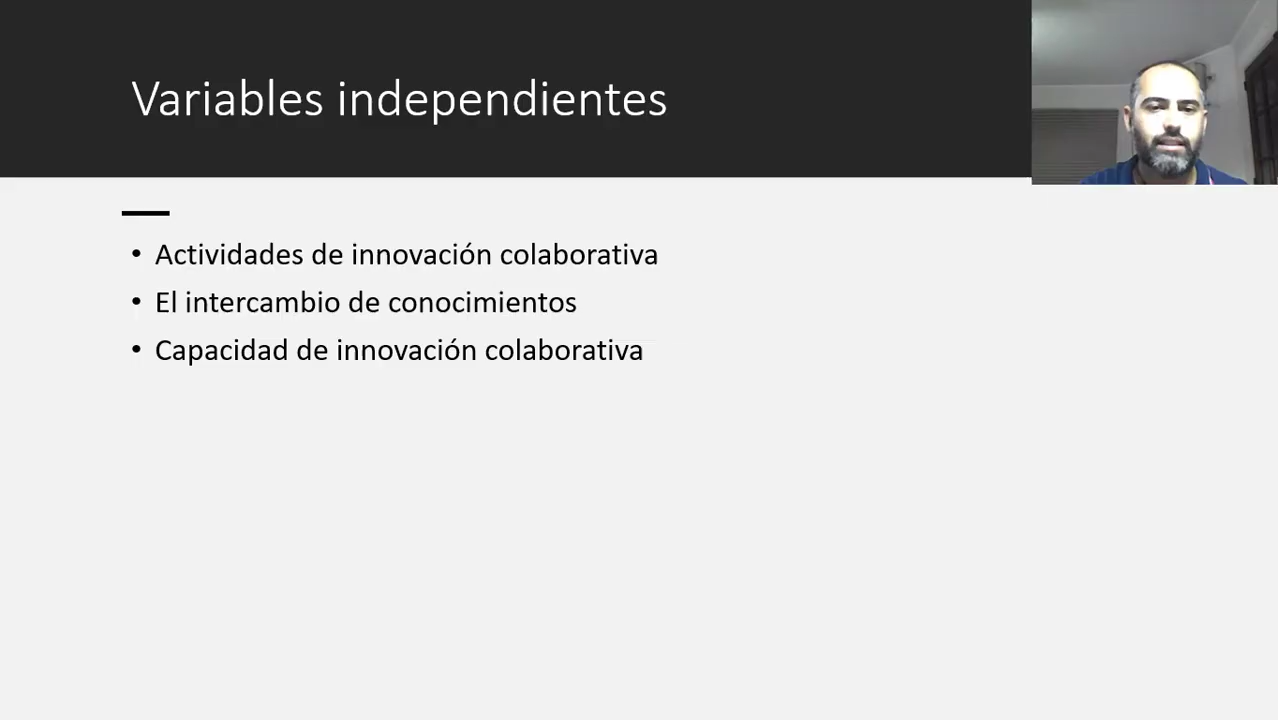 Variables independientes
• Actividades de innovación colaborativa
• El intercambio de conocimientos
• Capacidad de innovación colaborativa